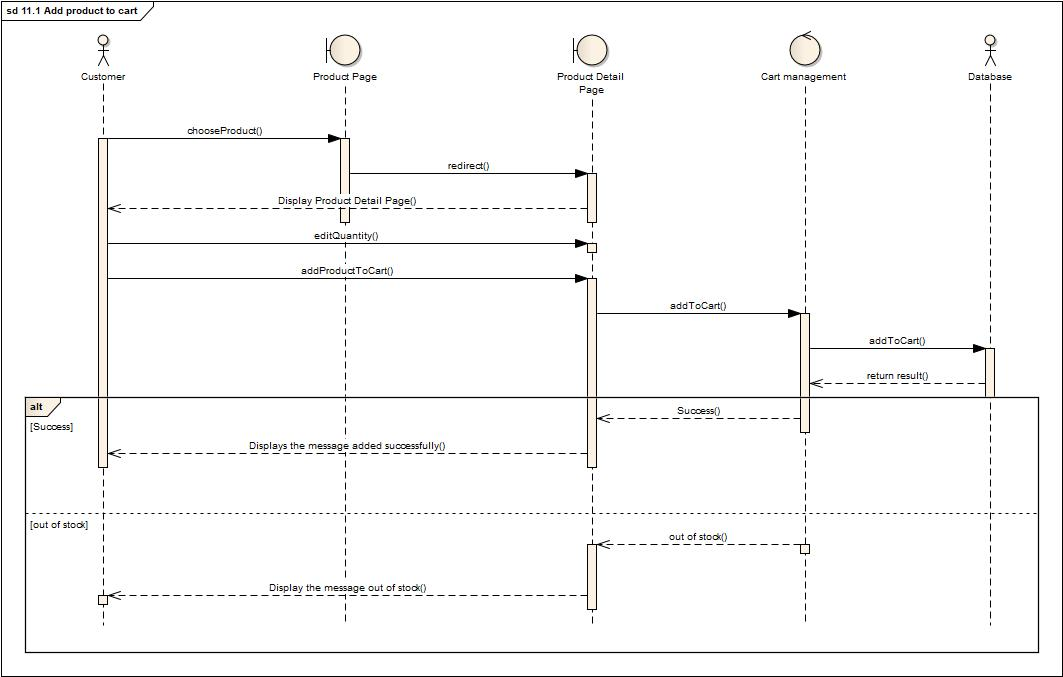 sd 11.1 Add product to cart
Customer
Product Page
Product Detail
Page
Cart management
Database
chooseProduct()
redirect()
Display Product Detail Page()
editQuantity()
addProductToCart()
addToCart()
addToCart()
return result()
alt
[Success]
Success()
Displays the message added successfully()
[out of stock]
out of stock()
Display the message out of stock()